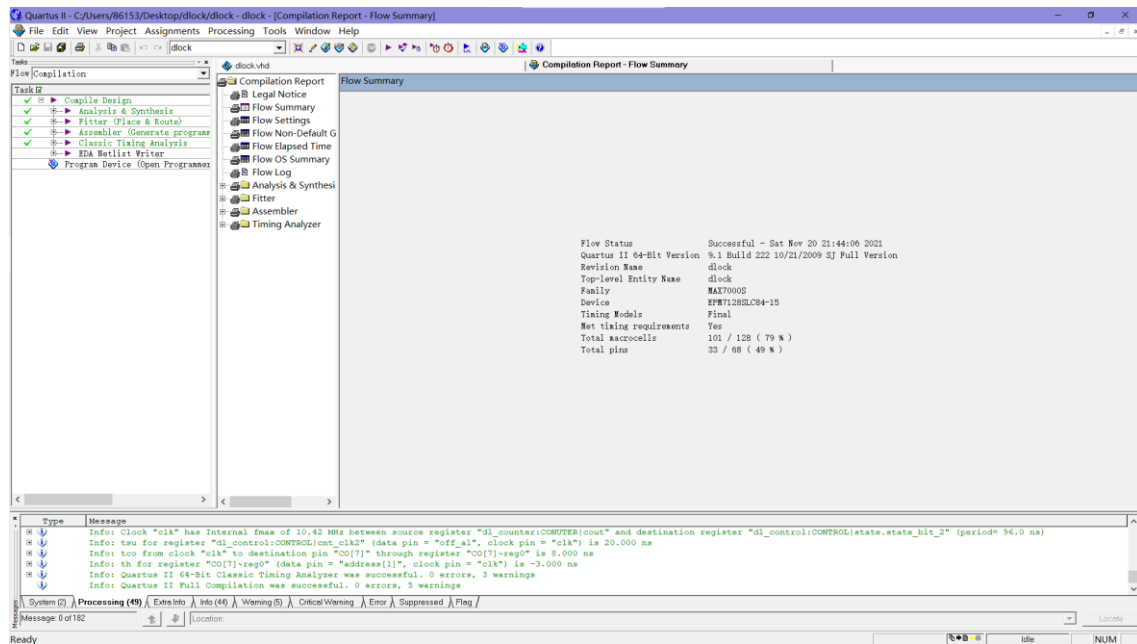 Quartus II - C:/Users/86153/Desktop/dlock/dlock - dlock - [Compilation Report - Flow Summary]
File Edit View Project Assignments Processing Tools Window Help
dlock
Tasks
Flow Compilation
Task
Compile Design
Analysis & Synthesis
Fitter (Place & Route)
Assembler (Generate programm
Classic Timing Analysis
EDA Netlist Writer
Program Device (Open Programmer
dlock.vhd
Compilation Report - Flow Summary
Compilation Report
Legal Notice
Flow Summary
Flow Settings
Flow Non-Default G
Flow Elapsed Time
Flow OS Summary
Flow Log
Analysis & Synthesi
Fitter
Assembler
Timing Analyzer
Flow Summary
Flow Status Successful - Sat Nov 20 21:44:06 2021
Quartus II 64-Bit Version 9.1 Build 222 10/21/2009 SJ Full Version
Revision Name dlock
Top-level Entity Name dlock
Family MAX7000S
Device EPM7128SLC84-15
Timing Models Final
Met timing requirements Yes
Total macrocells 101 / 128 ( 79 % )
Total pins 33 / 68 ( 49 % )
Type Message
Info: Clock "clk" has Internal fmax of 10.42 MHz between source register "dl_counter:CONUTER|cout" and destination register "dl_control:CONTROL|state.state_bit_2" (period= 96.0 ns)
Info: tsu for register "dl_control:CONTROL|cnt_clk2" (data pin = "off_al", clock pin = "clk") is 20.000 ns
Info: tco from clock "clk" to destination pin "CO[7]" through register "CO[7]~reg0" is 8.000 ns
Info: th for register "CO[7]~reg0" (data pin = "address[1]", clock pin = "clk") is -3.000 ns
Info: Quartus II 64-Bit Classic Timing Analyzer was successful. 0 errors, 3 warnings
Info: Quartus II Full Compilation was successful. 0 errors, 5 warnings
System (2) Processing (49) Extra Info Info (44) Warning (5) Critical Warning Error Suppressed Flag
Messages
Message: 0 of 182
Location:
Locate
Ready
Idle
NUM